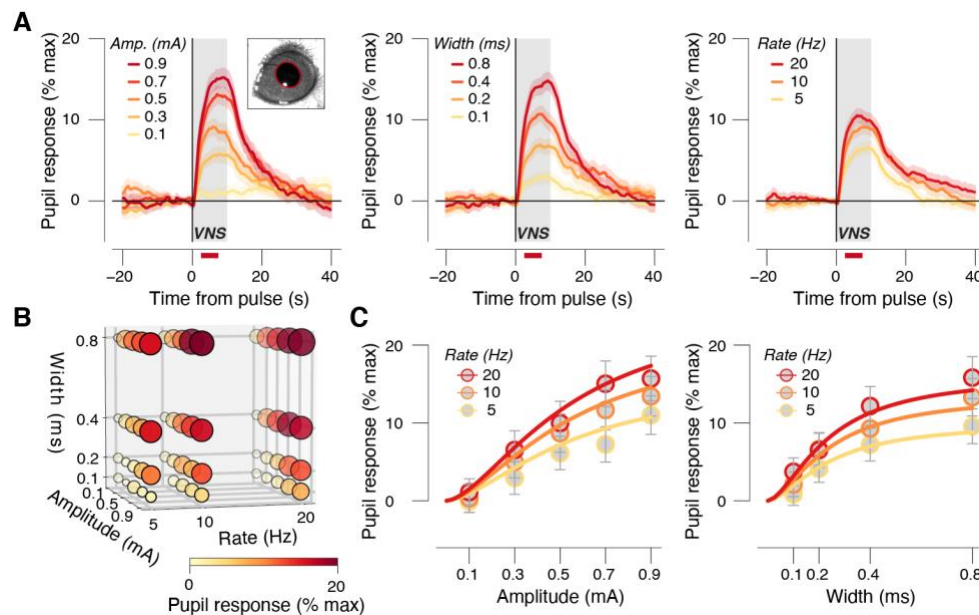 A
Pupil response (% max)
20
10
0
Amp. (mA)
0.9
0.7
0.5
0.3
0.1
VNS
−20 0 20 40
Time from pulse (s)
Pupil response (% max)
20
10
0
Width (ms)
0.8
0.4
0.2
0.1
VNS
−20 0 20 40
Time from pulse (s)
Pupil response (% max)
20
10
0
Rate (Hz)
20
10
5
VNS
−20 0 20 40
Time from pulse (s)
B
Width (ms)
0.8
0.4
0.2
0.1
Amplitude (mA)
0.1
0.5
0.9
5 10 20
Rate (Hz)
0 20
Pupil response (% max)
C
Pupil response (% max)
20
10
0
Rate (Hz)
20
10
5
0.1 0.3 0.5 0.7 0.9
Amplitude (mA)
Pupil response (% max)
20
10
0
Rate (Hz)
20
10
5
0.1 0.2 0.4 0.8
Width (ms)